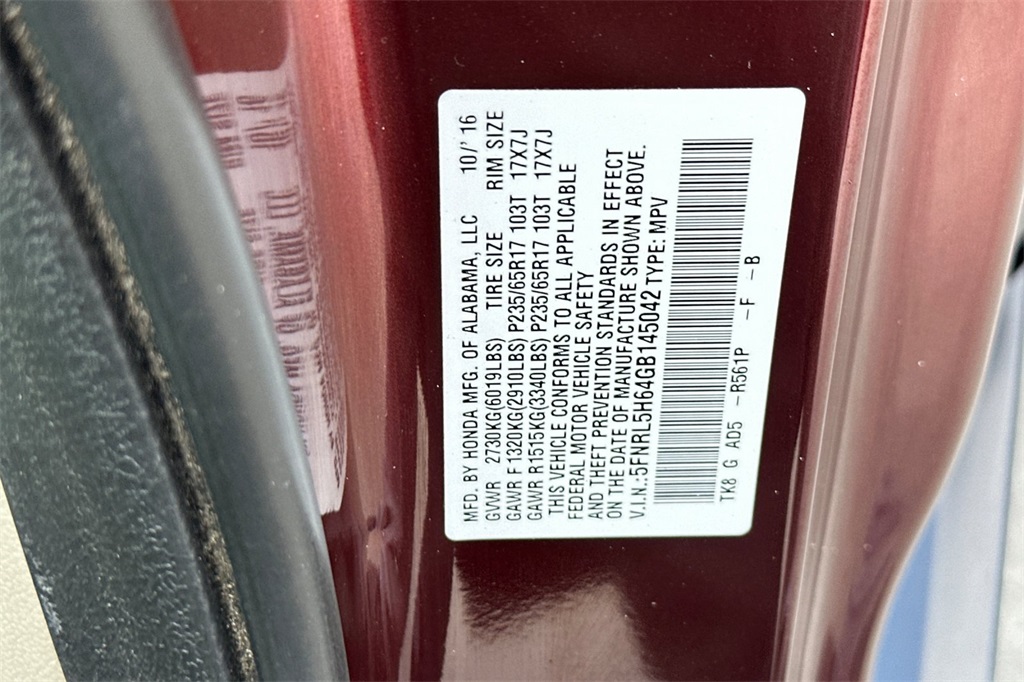 MFD. BY HONDA MFG. OF ALABAMA, LLC 10/'16
GVWR 2730KG(6019LBS) TIRE SIZE RIM SIZE
GAWR F1320KG(2910LBS) P235/65R17 103T 17X7J
GAWR R1515KG(3340LBS) P235/65R17 103T 17X7J
THIS VEHICLE CONFORMS TO ALL APPLICABLE
FEDERAL MOTOR VEHICLE SAFETY
AND THEFT PREVENTION STANDARDS IN EFFECT
ON THE DATE OF MANUFACTURE SHOWN ABOVE.
V.I.N.:5FNRL5H64GB145042 TYPE: MPV
TK8 G AD5 -R561P -F -B